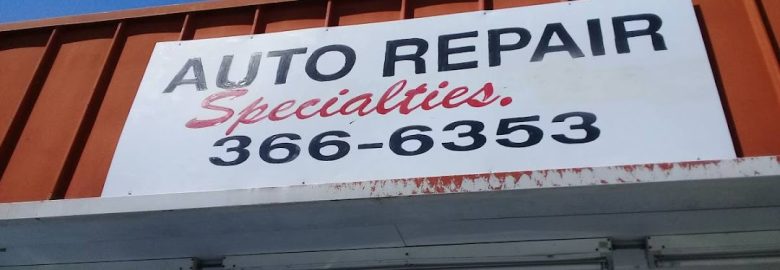 AUTO REPAIR
Specialties.
366-6353